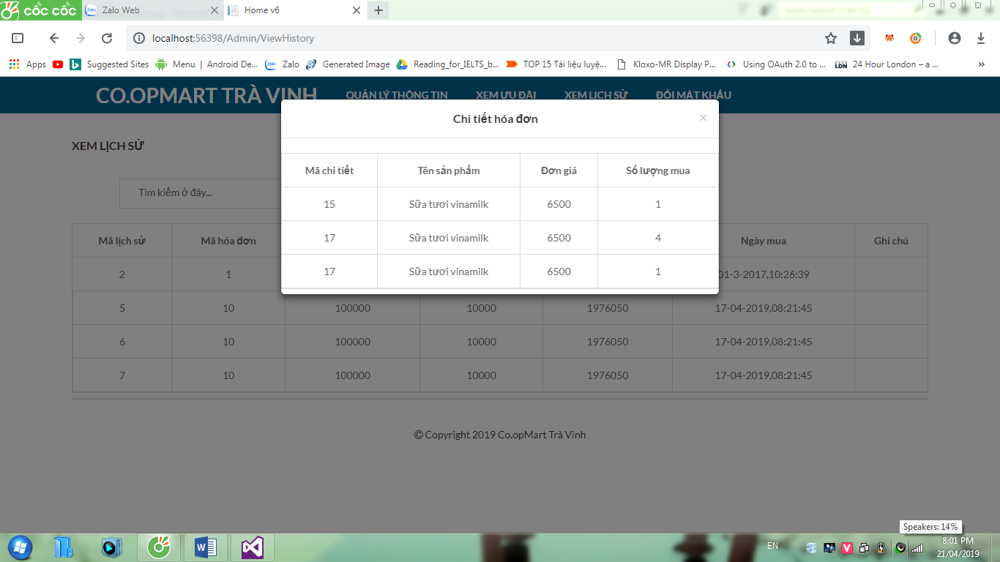 cốc cốc Zalo Web Home v6
localhost:56398/Admin/ViewHistory
Apps Suggested Sites Menu | Android De... Zalo Generated Image Reading_for_IELTS_b... TOP 15 Tài liệu luyệ... Kloxo-MR Display P... Using OAuth 2.0 to ... LDN 24 Hour London – a ... »
CO.OPMART TRÀ VINH QUẢN LÝ THÔNG TIN XEM ƯU ĐÃI XEM LỊCH SỬ ĐỔI MẬT KHẨU
Chi tiết hóa đơn ×
XEM LỊCH SỬ
Mã chi tiết Tên sản phẩm Đơn giá Số lượng mua
Tìm kiếm ở đây...
15 Sữa tươi vinamilk 6500 1
17 Sữa tươi vinamilk 6500 4
17 Sữa tươi vinamilk 6500 1
Mã lịch sử Mã hóa đơn Ngày mua Ghi chú
2 1 01-3-2017,10:26:39
5 10 100000 10000 1976050 17-04-2019,08:21:45
6 10 100000 10000 1976050 17-04-2019,08:21:45
7 10 100000 10000 1976050 17-04-2019,08:21:45
© Copyright 2019 Co.opMart Trà Vinh
Speakers: 14%
EN 8:01 PM
21/04/2019